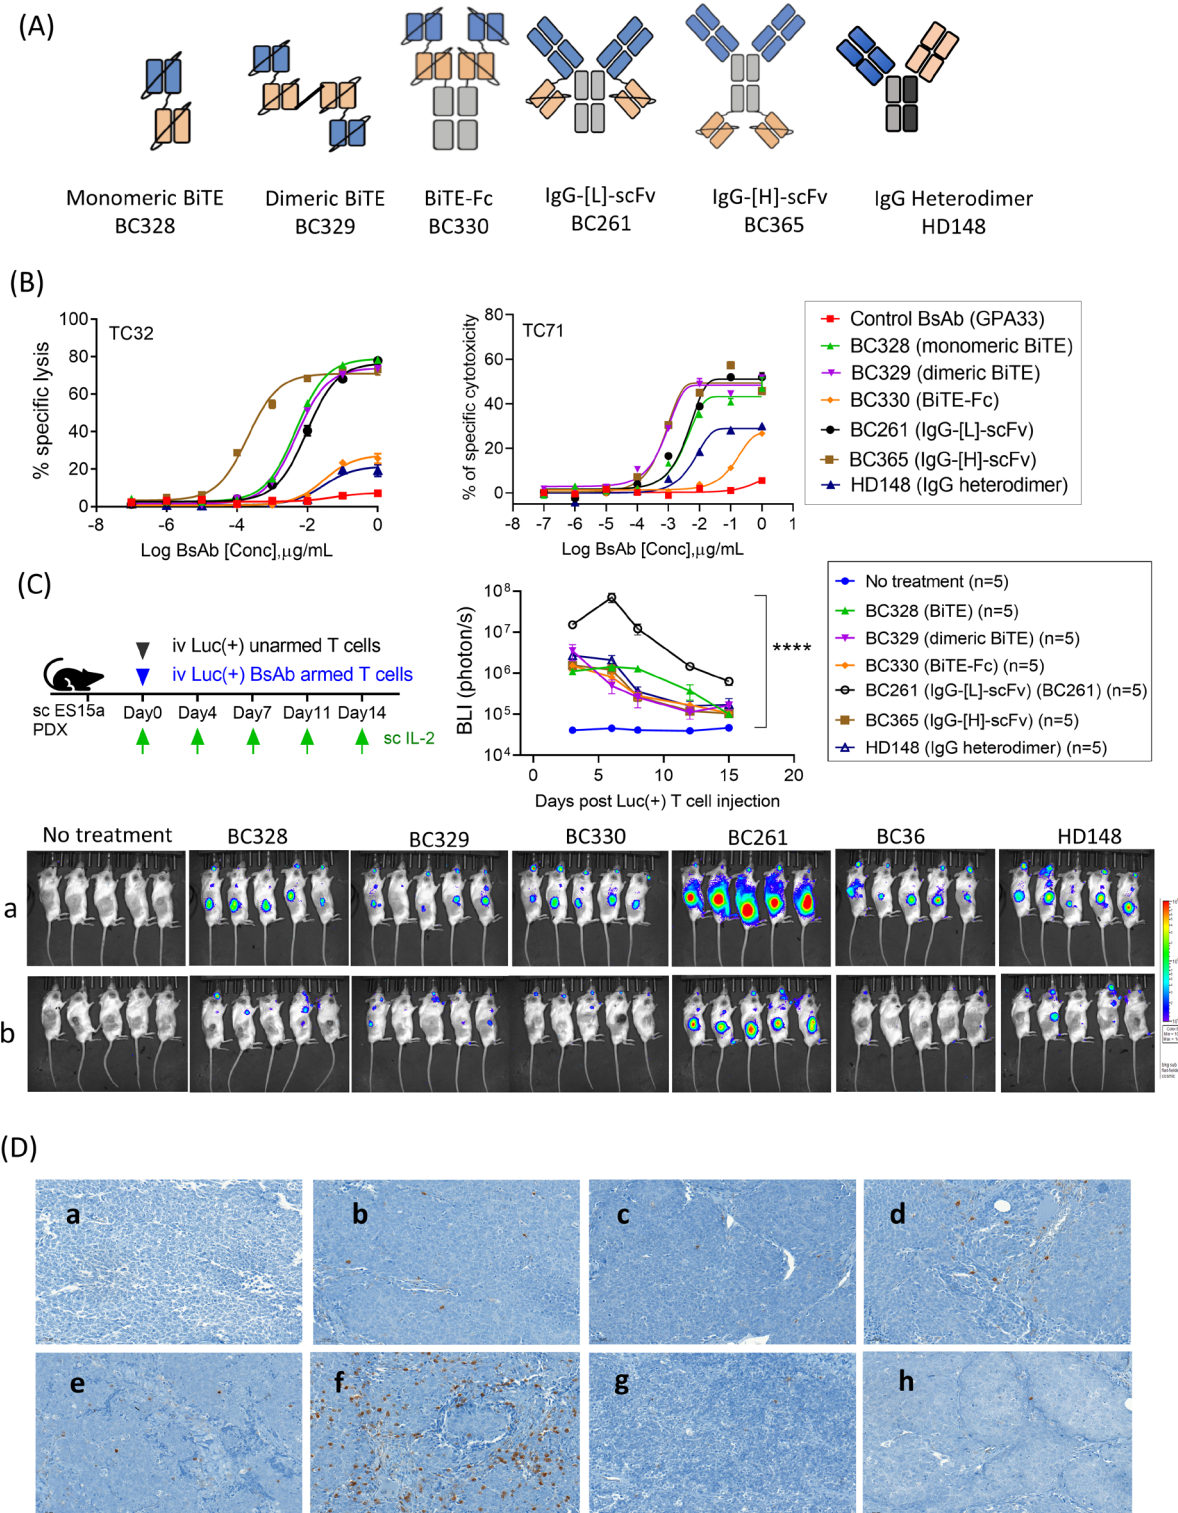 (A)
Monomeric BiTE
BC328
Dimeric BiTE
BC329
BiTE-Fc
BC330
IgG-[L]-scFv
BC261
IgG-[H]-scFv
BC365
IgG Heterodimer
HD148
(B)
100
80
60
40
20
0
% specific lysis
TC32
-8 -6 -4 -2 0
Log BsAb [Conc],µg/mL
80
60
40
20
0
% of specific cytotoxicity
TC71
-8 -7 -6 -5 -4 -3 -2 -1 0 1
Log BsAb [Conc],µg/mL
Control BsAb (GPA33)
BC328 (monomeric BiTE)
BC329 (dimeric BiTE)
BC330 (BiTE-Fc)
BC261 (IgG-[L]-scFv)
BC365 (IgG-[H]-scFv)
HD148 (IgG heterodimer)
(C)
iv Luc(+) unarmed T cells
iv Luc(+) BsAb armed T cells
sc ES15a
PDX
Day0 Day4 Day7 Day11 Day14
sc IL-2
10⁸
10⁷
10⁶
10⁵
10⁴
BLI (photon/s)
****
0 5 10 15 20
Days post Luc(+) T cell injection
No treatment (n=5)
BC328 (BiTE) (n=5)
BC329 (dimeric BiTE) (n=5)
BC330 (BiTE-Fc) (n=5)
BC261 (IgG-[L]-scFv) (BC261) (n=5)
BC365 (IgG-[H]-scFv) (n=5)
HD148 (IgG heterodimer) (n=5)
No treatment BC328 BC329 BC330 BC261 BC36 HD148
a
b
(D)
a b c d
e f g h